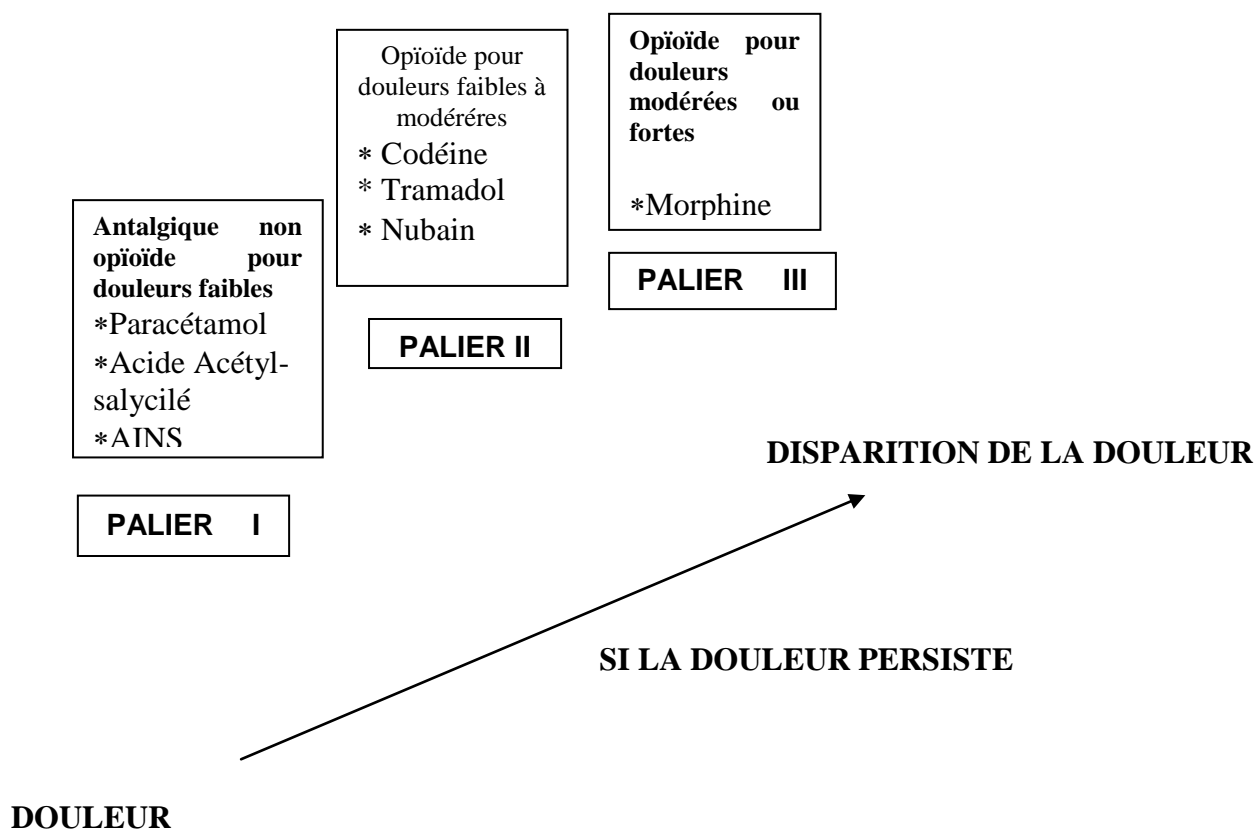 Antalgique non
opïoïde pour
douleurs faibles
*Paracétamol
*Acide Acétyl-
salycilé
*AINS
PALIER I
Opïoïde pour
douleurs faibles à
modéréres
* Codéine
* Tramadol
* Nubain
PALIER II
Opïoïde pour
douleurs
modérées ou
fortes
*Morphine
PALIER III
DISPARITION DE LA DOULEUR
SI LA DOULEUR PERSISTE
DOULEUR